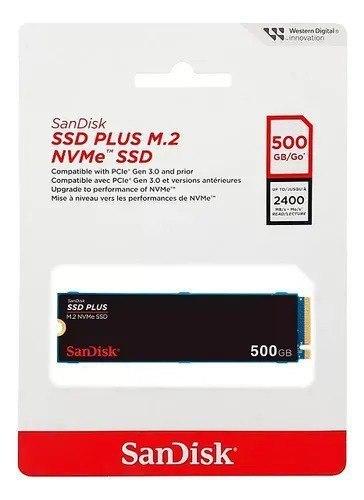 Western Digital®
innovation
SanDisk
SSD PLUS M.2
NVMe™ SSD
500
GB/Go*
Compatible with PCIe® Gen 3.0 and prior
Compatible avec PCIe® Gen 3.0 et versions antérieures
Upgrade to performance of NVMe™
Mise à niveau vers les performances de NVMe™
UP TO/JUSQU'À
2400
MB/s - Mo/s*
READ/LECTURE
SanDisk
SSD PLUS
M.2 NVMe SSD
SanDisk®
500GB
SanDisk®